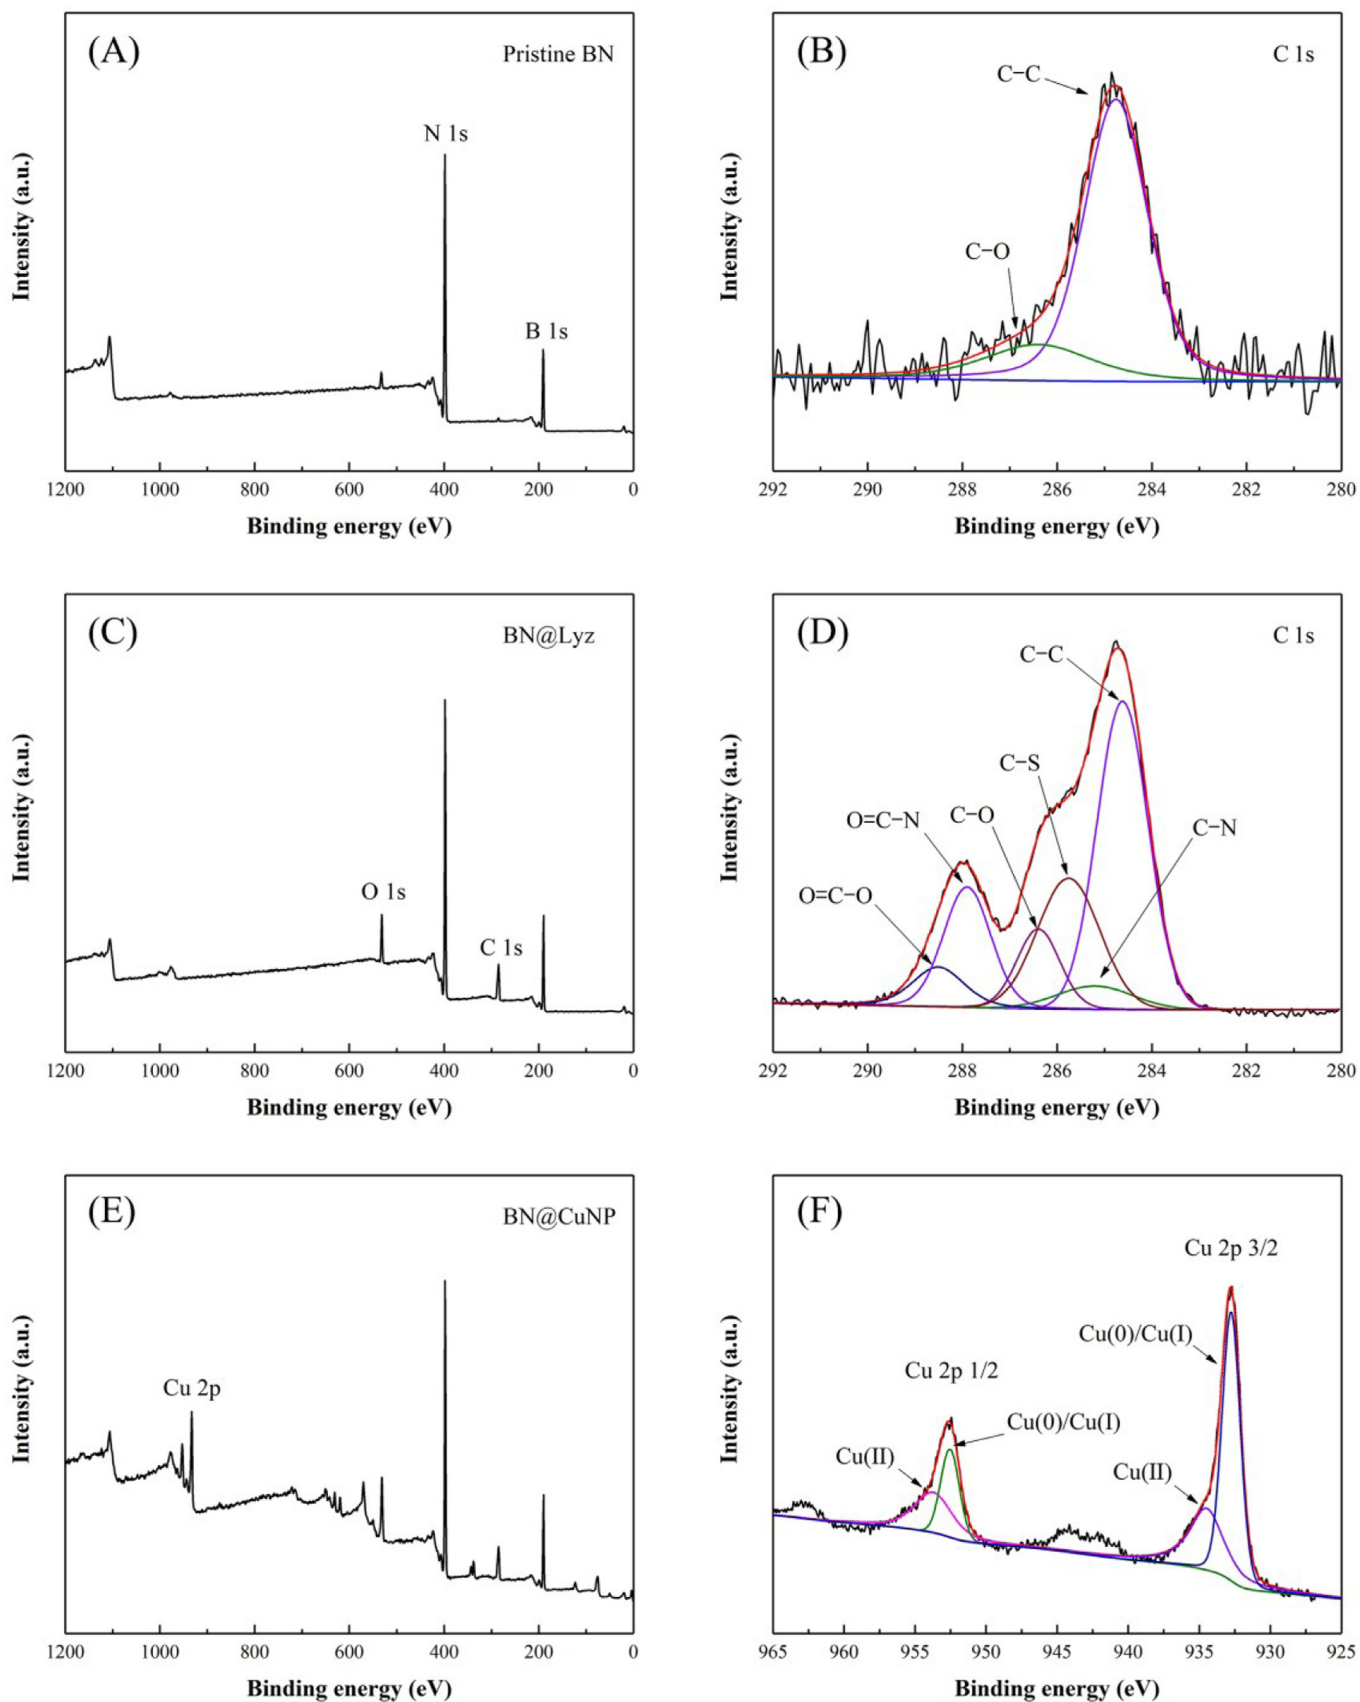 (A)
Pristine BN
N 1s
B 1s
Intensity (a.u.)
1200 1000 800 600 400 200 0
Binding energy (eV)
(B)
C 1s
C−C
C−O
Intensity (a.u.)
292 290 288 286 284 282 280
Binding energy (eV)
(C)
BN@Lyz
O 1s
C 1s
Intensity (a.u.)
1200 1000 800 600 400 200 0
Binding energy (eV)
(D)
C 1s
C−C
C−S
O=C−N
C−O
C−N
O=C−O
Intensity (a.u.)
292 290 288 286 284 282 280
Binding energy (eV)
(E)
BN@CuNP
Cu 2p
Intensity (a.u.)
1200 1000 800 600 400 200 0
Binding energy (eV)
(F)
Cu 2p 3/2
Cu(0)/Cu(I)
Cu 2p 1/2
Cu(0)/Cu(I)
Cu(II)
Cu(II)
Intensity (a.u.)
965 960 955 950 945 940 935 930 925
Binding energy (eV)